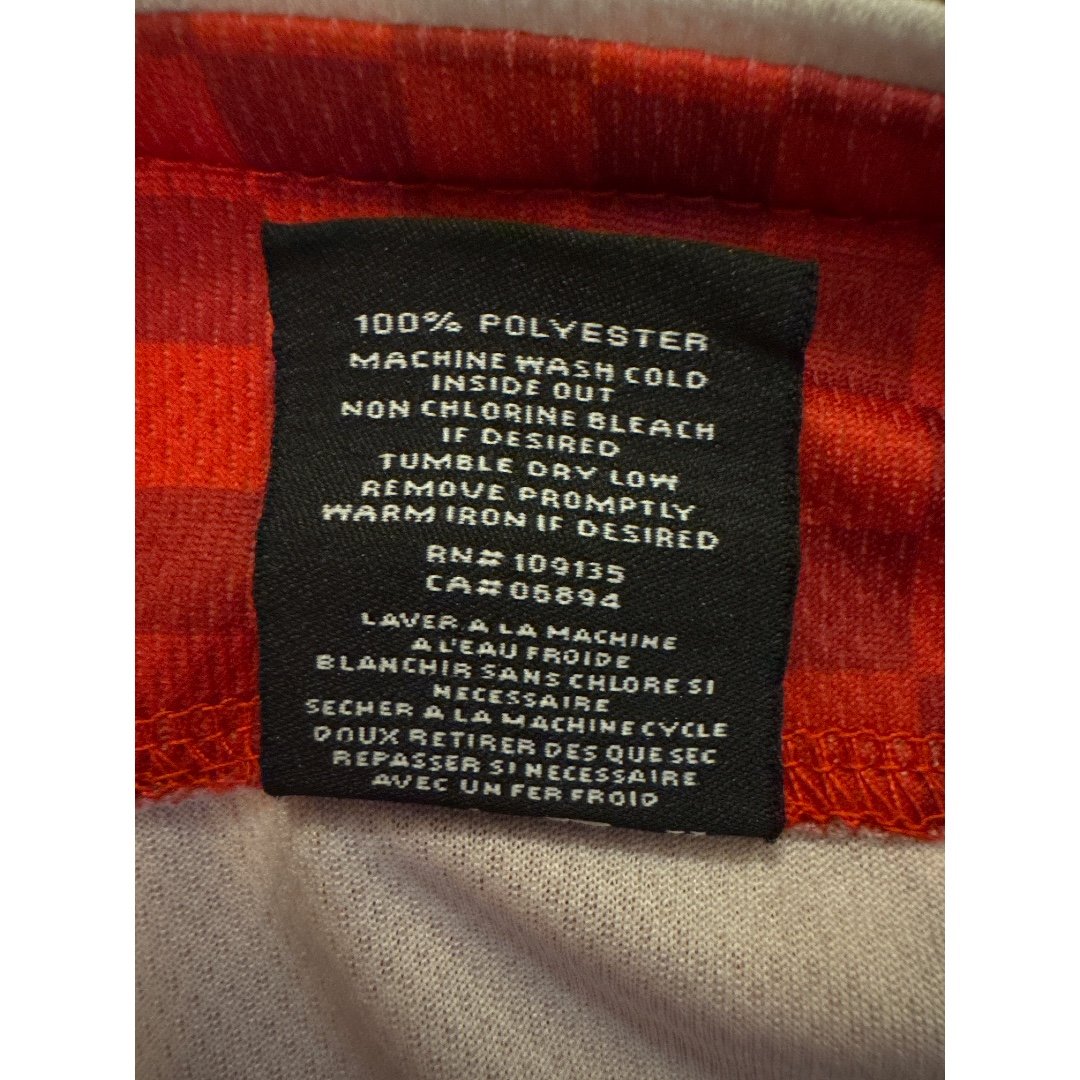 100% POLYESTER
MACHINE WASH COLD
INSIDE OUT
NON CHLORINE BLEACH
IF DESIRED
TUMBLE DRY LOW
REMOVE PROMPTLY
WARM IRON IF DESIRED
RN# 109135
CA# 06894
LAVER A LA MACHINE
A L'EAU FROIDE
BLANCHIR SANS CHLORE SI
NECESSAIRE
SECHER A LA MACHINE CYCLE
DOUX RETIRER DES QUE SEC
REPASSER SI NECESSAIRE
AVEC UN FER FROID